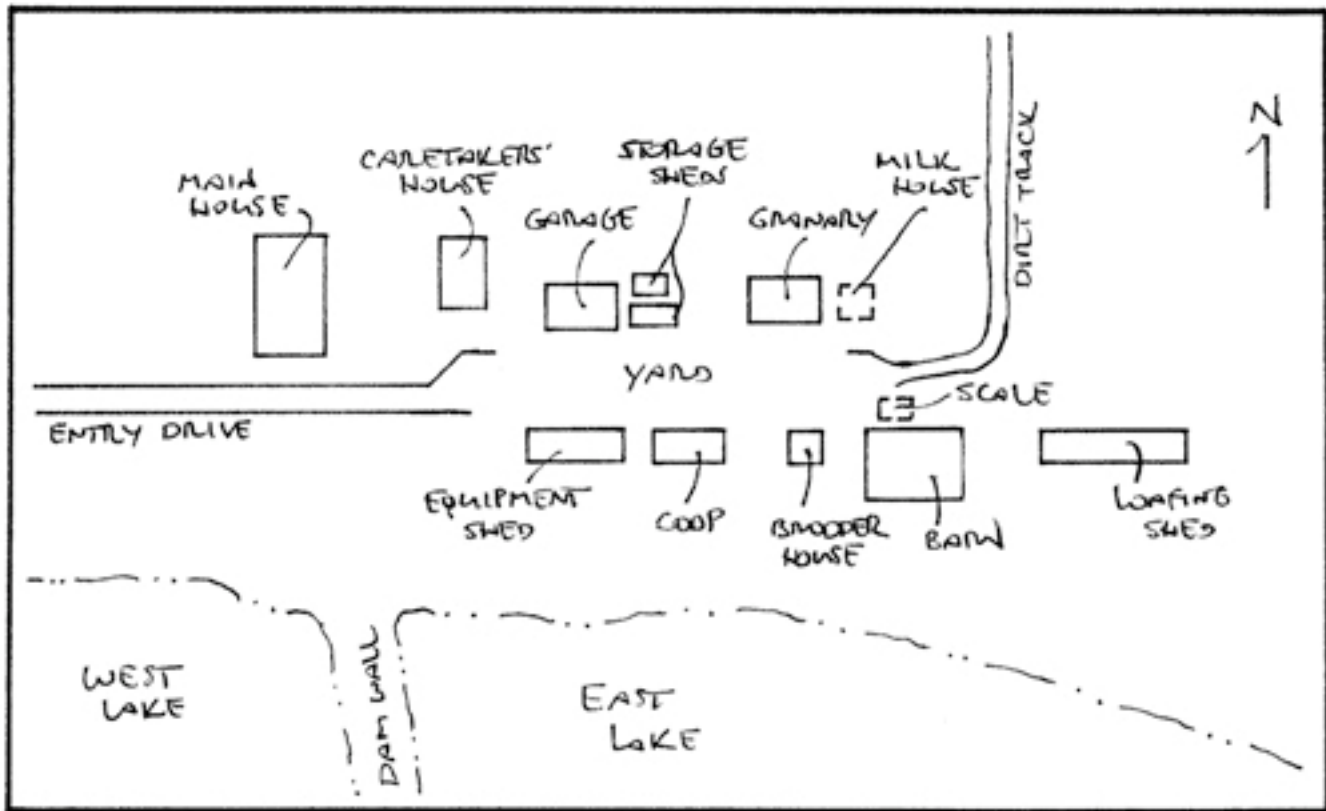 N
CARETAKERS'
HOUSE
STORAGE
SHEDS
MILK
HOUSE
MAIN
HOUSE
GARAGE
GRANARY
DIRT TRACK
YARD
SCALE
ENTRY DRIVE
EQUIPMENT
SHED
COOP
BROODER
HOUSE
BARN
LOAFING
SHED
WEST
LAKE
DAM WALL
EAST
LAKE